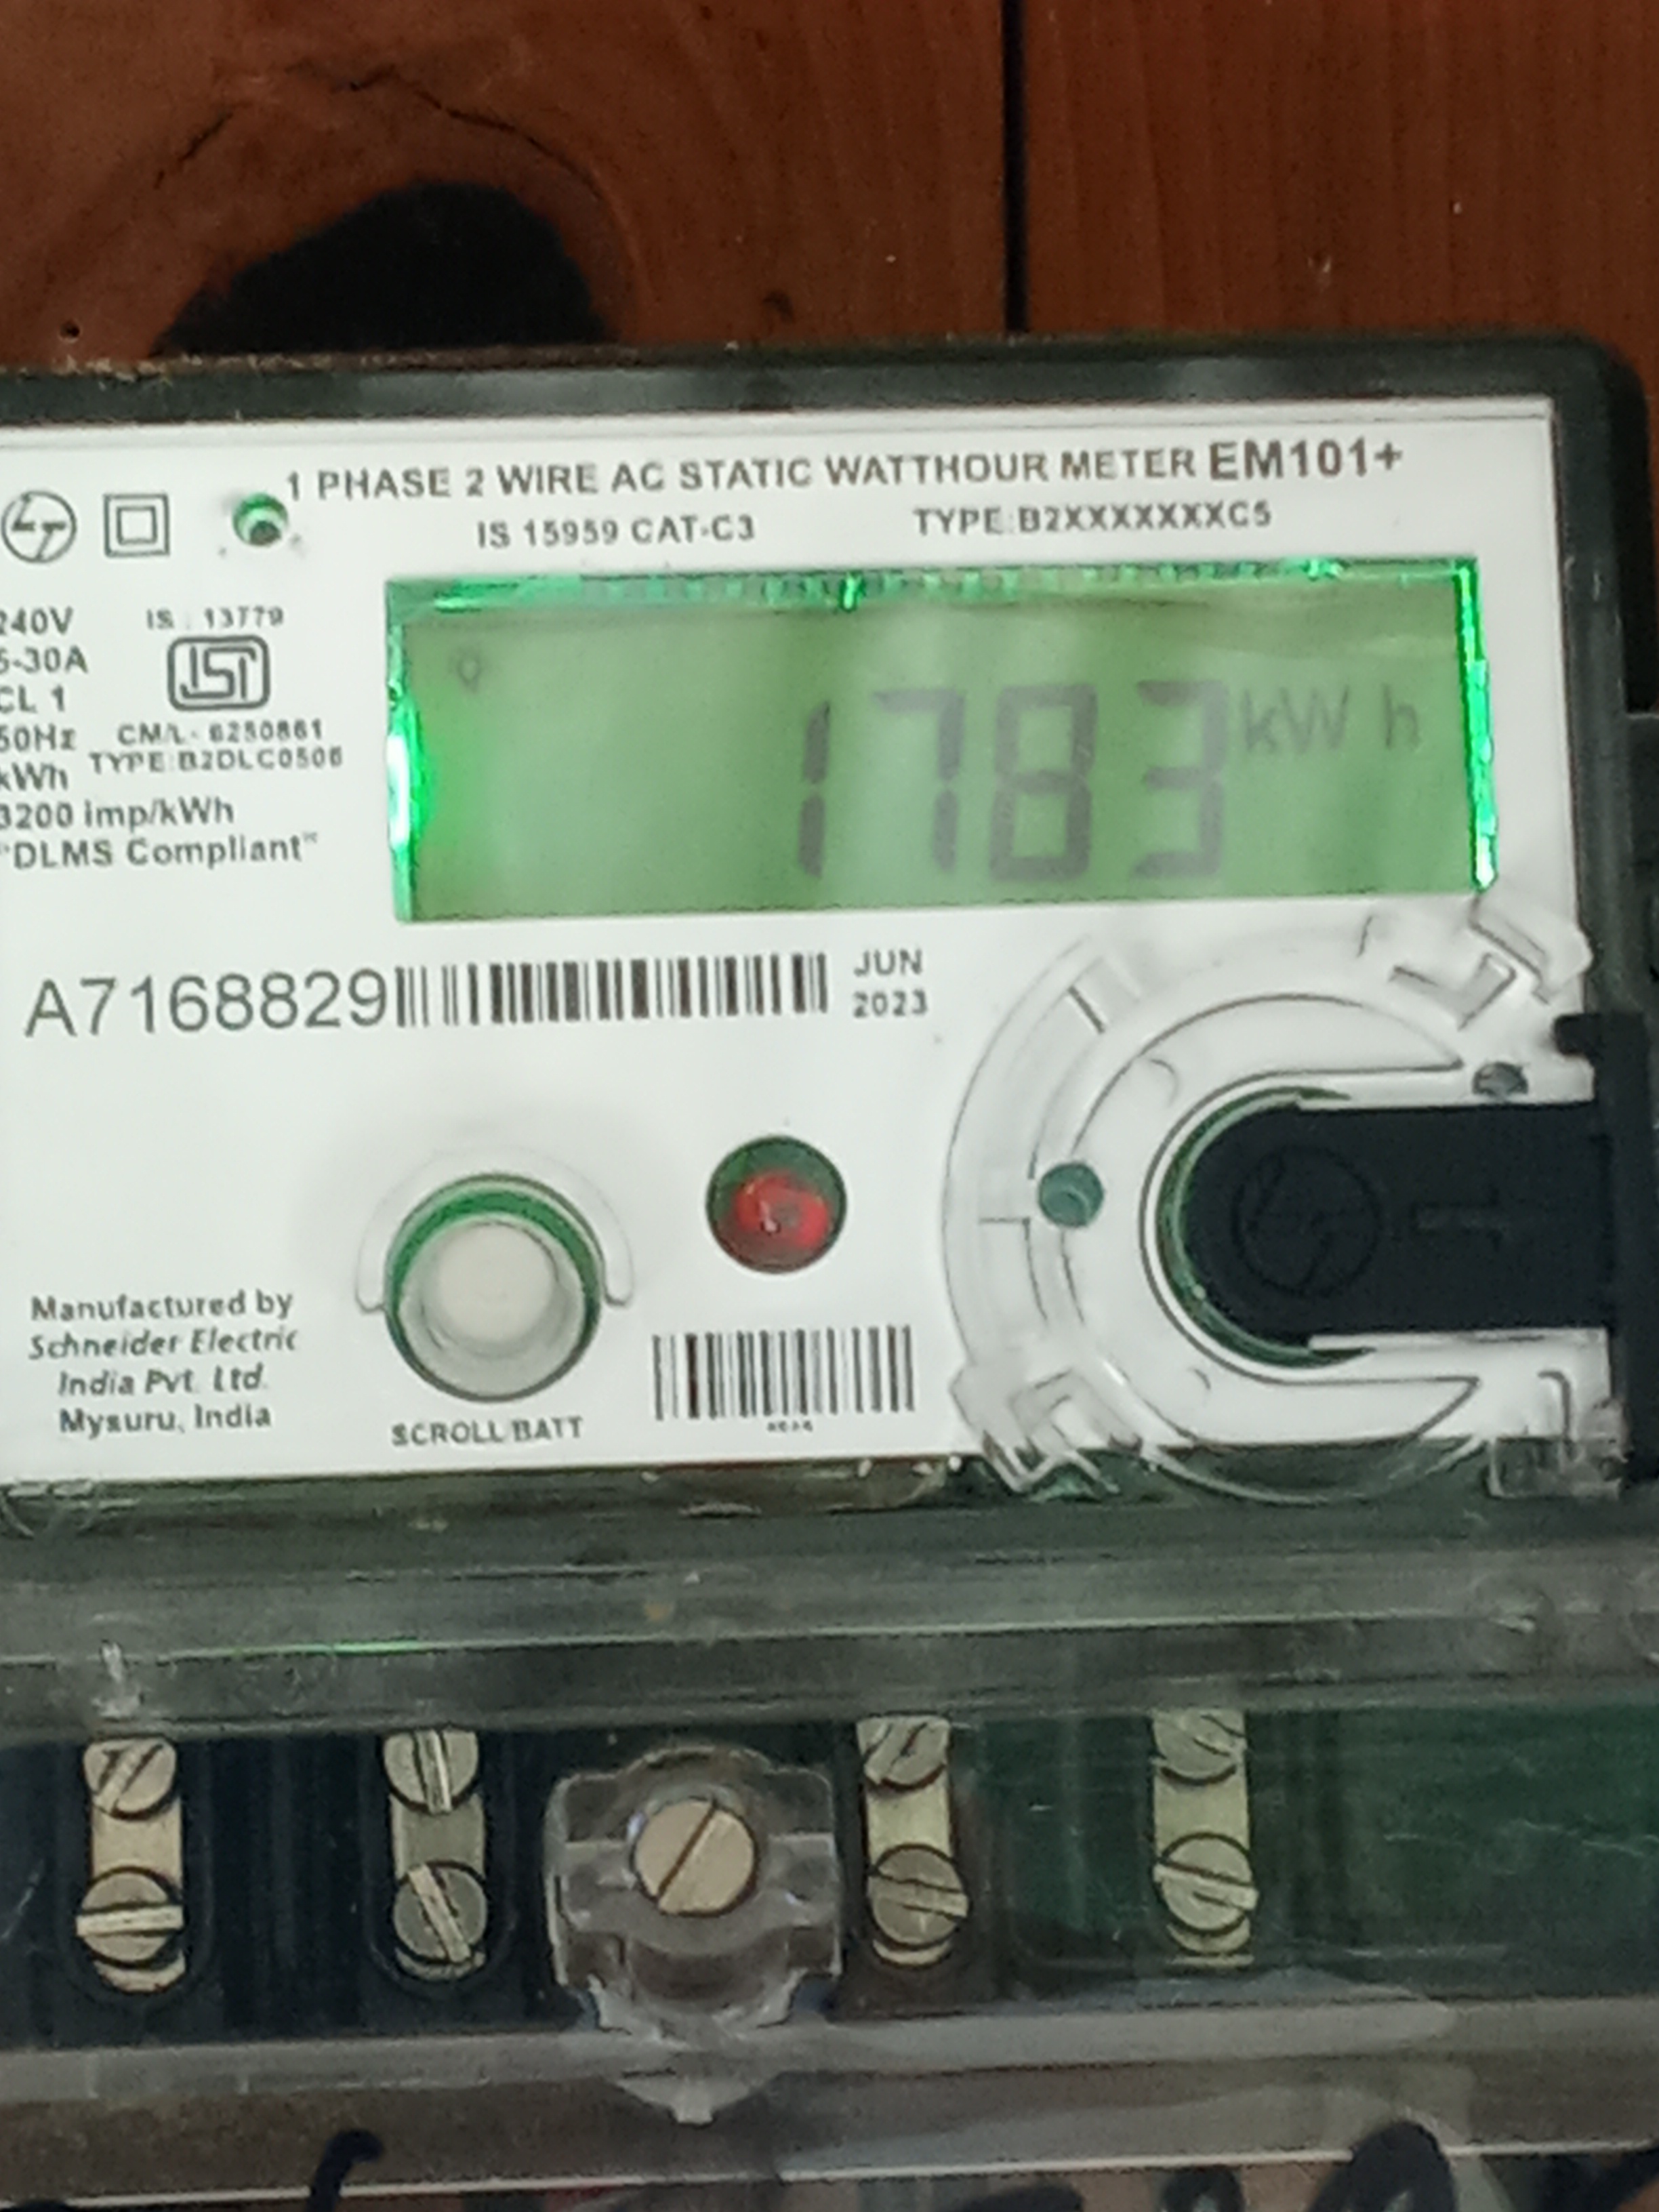 1 PHASE 2 WIRE AC STATIC WATTHOUR METER EM101+
IS 15959 CAT-C3 TYPE:B2XXXXXXXC5
240V
5-30A
CL 1
50Hz
kWh
3200 imp/kWh
"DLMS Compliant"
IS : 13779
CM/L- 6250861
TYPE:B2DLC0506
1783 kWh
A7168829
JUN
2023
Manufactured by
Schneider Electric
India Pvt. Ltd.
Mysuru, India
SCROLL/BATT